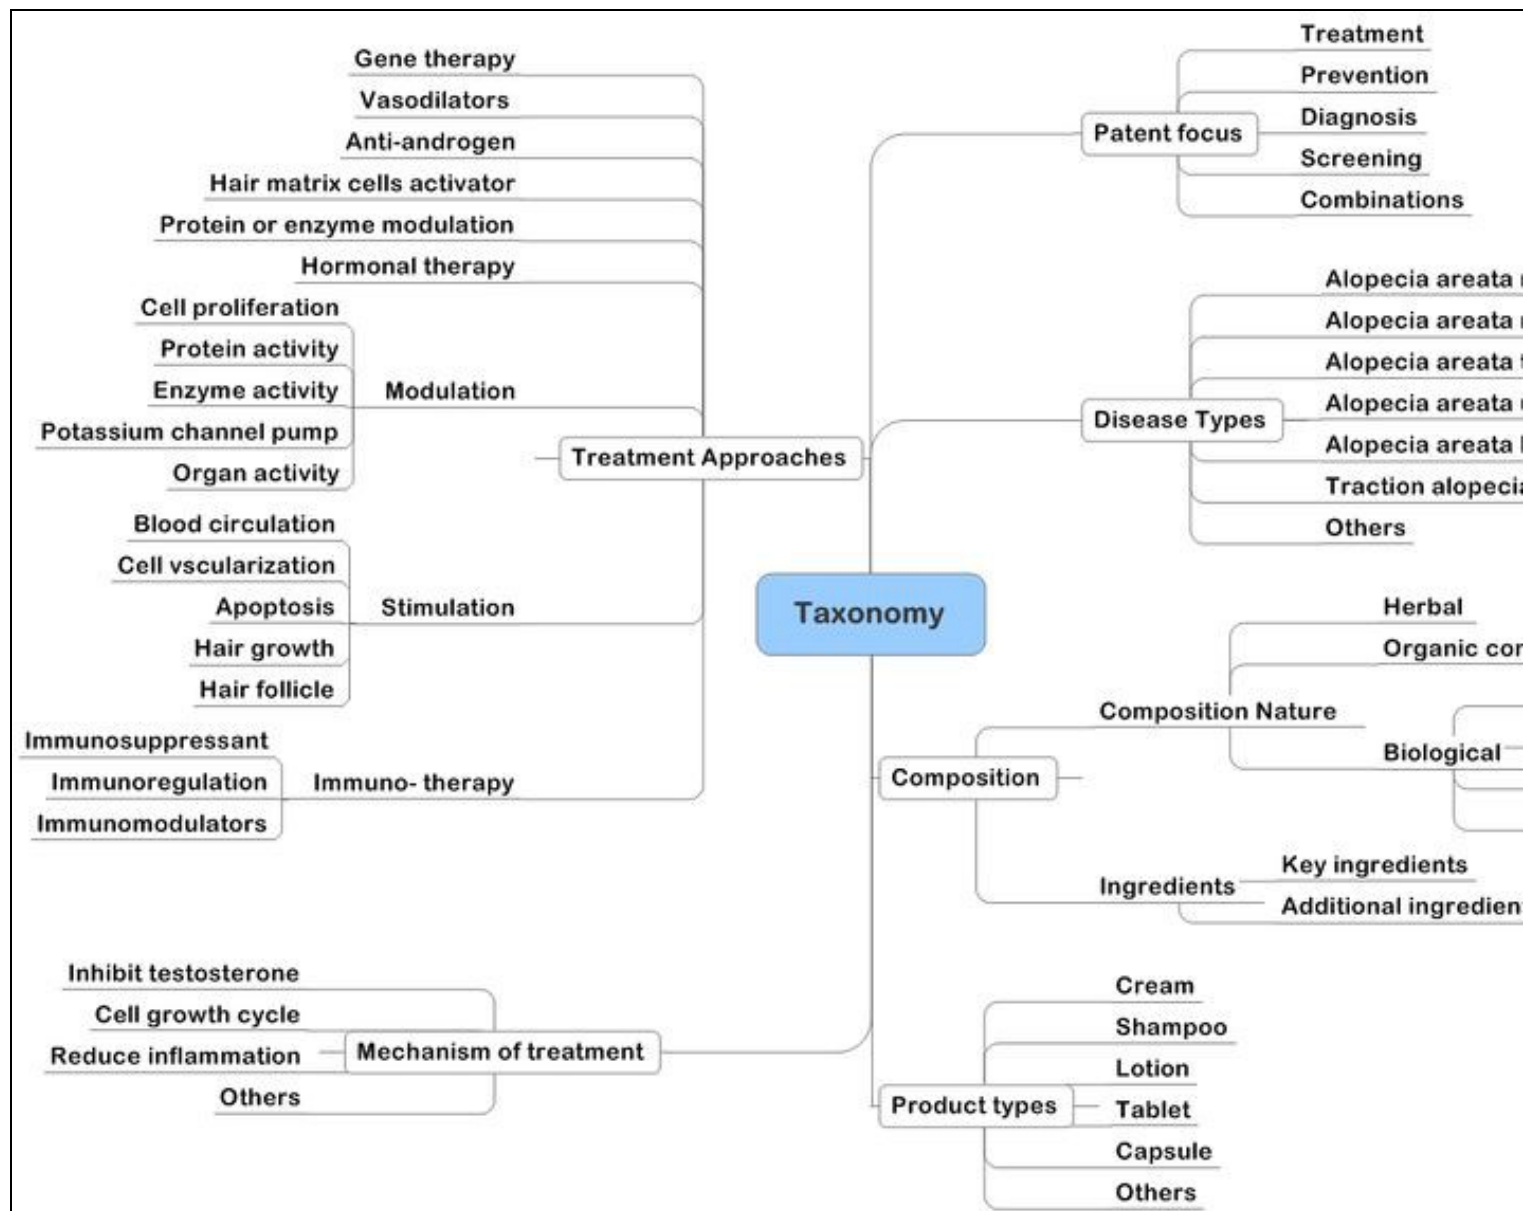 Gene therapy
Vasodilators
Anti-androgen
Hair matrix cells activator
Protein or enzyme modulation
Hormonal therapy
Cell proliferation
Protein activity
Enzyme activity
Potassium channel pump
Organ activity
Modulation
Blood circulation
Cell vscularization
Apoptosis
Hair growth
Hair follicle
Stimulation
Immunosuppressant
Immunoregulation
Immunomodulators
Immuno- therapy
Treatment Approaches
Inhibit testosterone
Cell growth cycle
Reduce inflammation
Others
Mechanism of treatment
Taxonomy
Patent focus
Treatment
Prevention
Diagnosis
Screening
Combinations
Disease Types
Alopecia areata
Alopecia areata
Alopecia areata
Alopecia areata
Alopecia areata
Traction alopecia
Others
Composition
Composition Nature
Herbal
Organic
Biological
Ingredients
Key ingredients
Additional
Product types
Cream
Shampoo
Lotion
Tablet
Capsule
Others